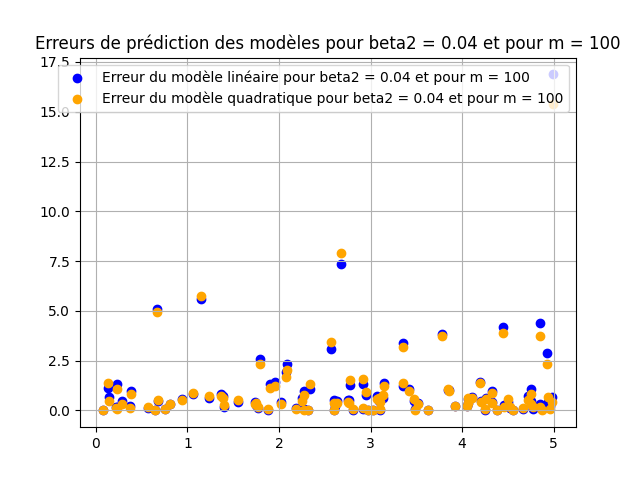 Erreurs de prédiction des modèles pour beta2 = 0.04 et pour m = 100
17.5
Erreur du modèle linéaire pour beta2 = 0.04 et pour m = 100
Erreur du modèle quadratique pour beta2 = 0.04 et pour m = 100
15.0
12.5
10.0
7.5
5.0
2.5
0.0
0 1 2 3 4 5